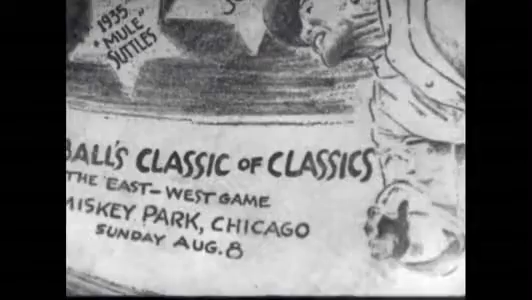 1935
"MULE"
SUTTLES
BALL'S CLASSIC OF CLASSICS
THE EAST-WEST GAME
MISKEY PARK, CHICAGO
SUNDAY AUG. 8